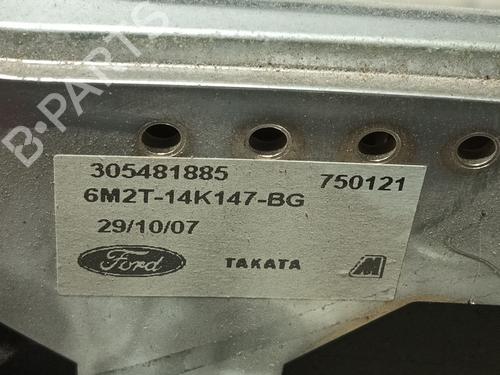 B-PARTS
305481885 750121
6M2T-14K147-BG
29/10/07
Ford TAKATA M